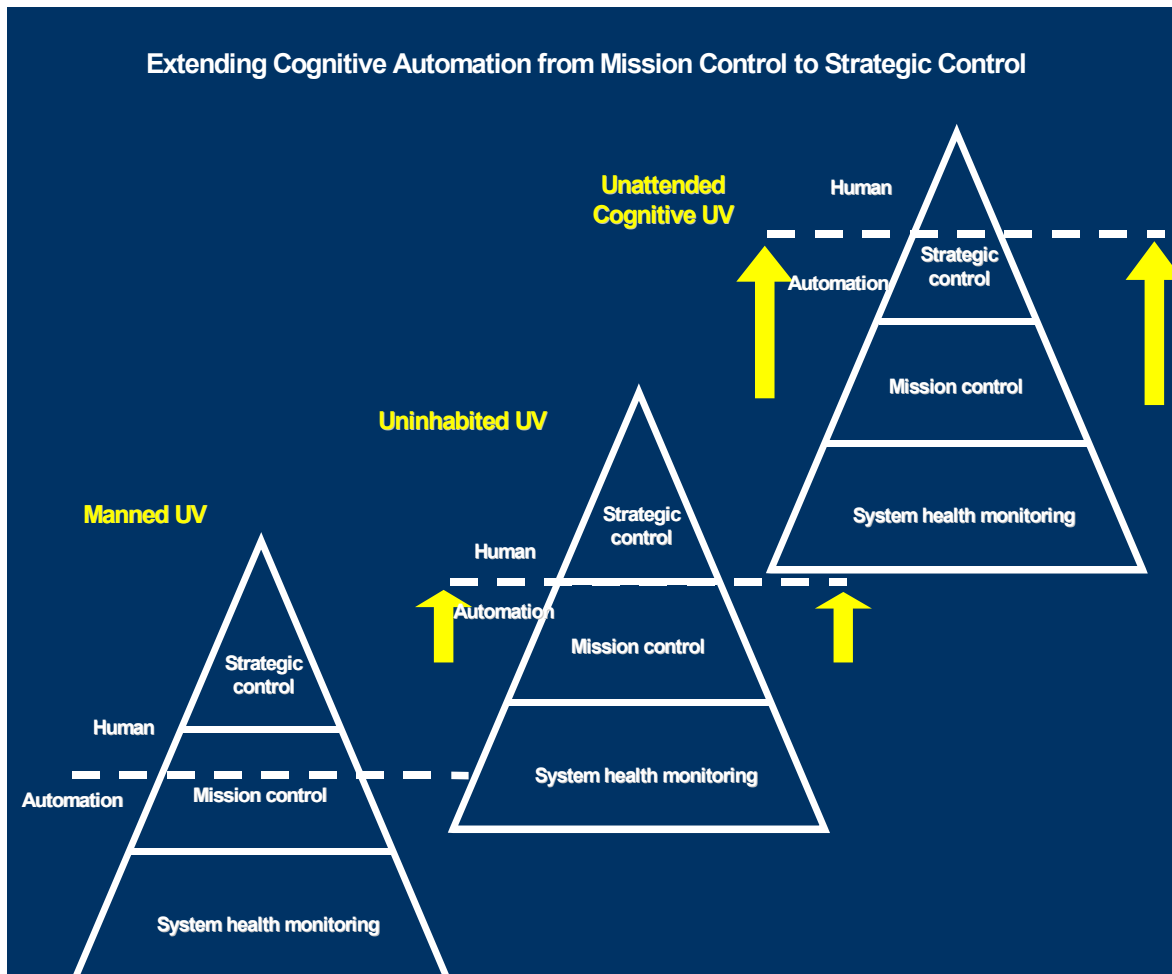 Extending Cognitive Automation from Mission Control to Strategic Control
Unattended
Cognitive UV
Human
Automation
Strategic
control
Mission control
System health monitoring
Uninhabited UV
Human
Automation
Strategic
control
Mission control
System health monitoring
Manned UV
Human
Automation
Strategic
control
Mission control
System health monitoring